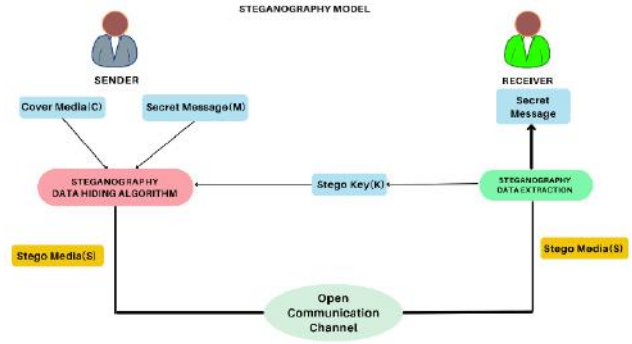 STEGANOGRAPHY MODEL
SENDER
RECEIVER
Cover Media(C)
Secret Message(M)
Secret
Message
STEGANOGRAPHY
DATA HIDING ALGORITHM
Stego Key(K)
STEGANOGRAPHY
DATA EXTRACTION
Stego Media(S)
Stego Media(S)
Open
Communication
Channel